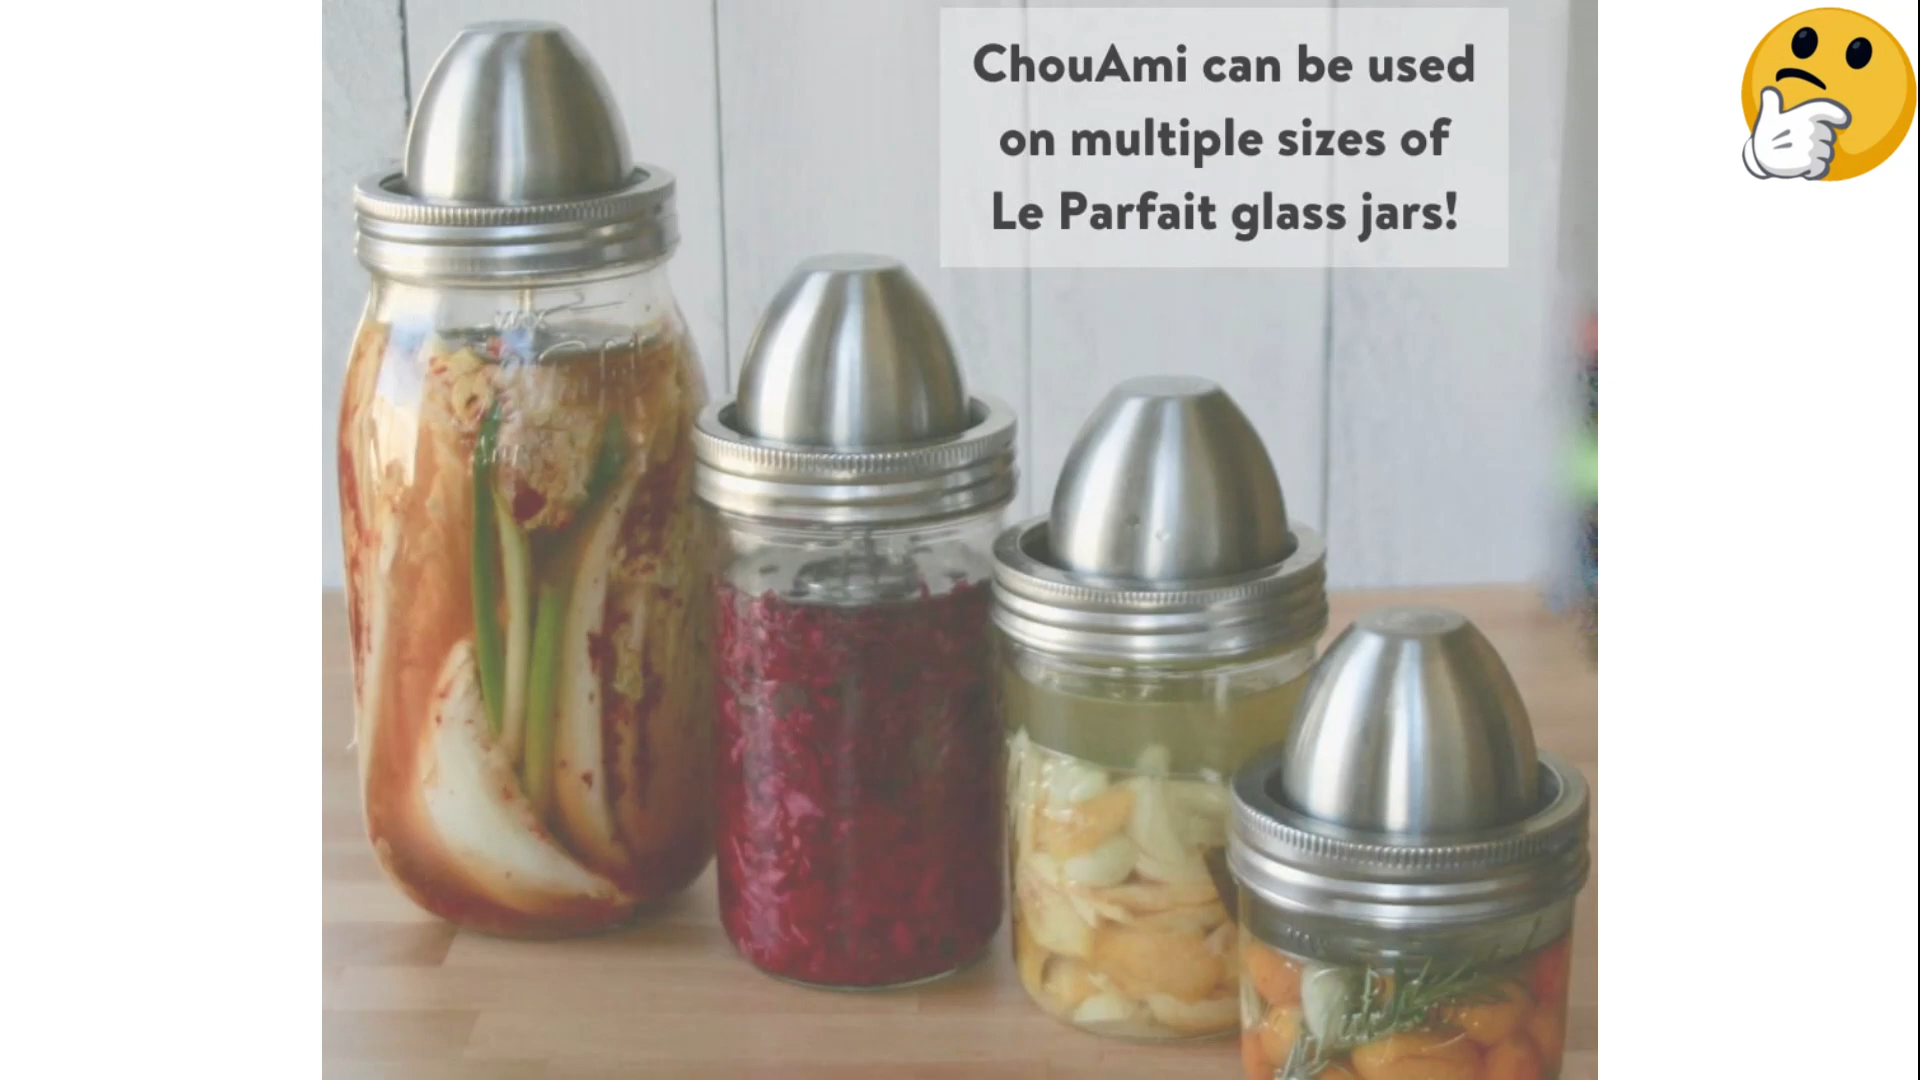 ChouAmi can be used
on multiple sizes of
Le Parfait glass jars!